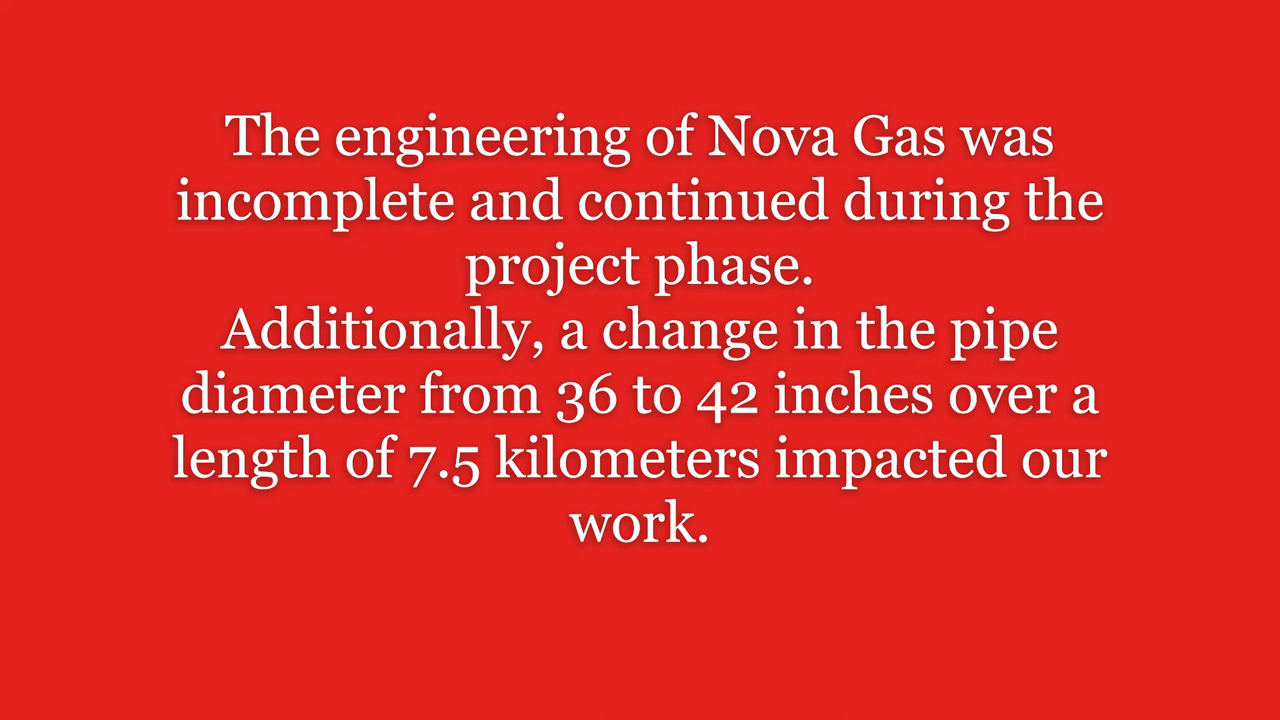 The engineering of Nova Gas was
incomplete and continued during the
project phase.
Additionally, a change in the pipe
diameter from 36 to 42 inches over a
length of 7.5 kilometers impacted our
work.